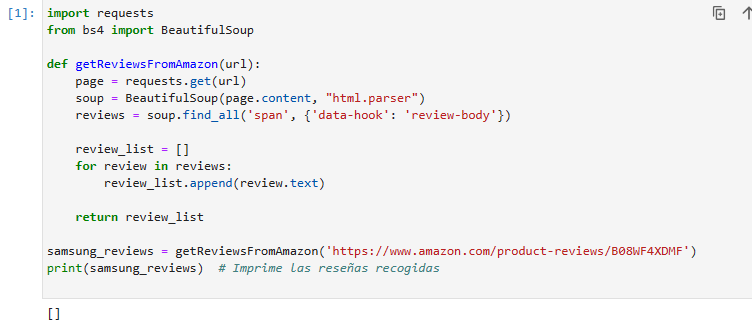 [1]: import requests
from bs4 import BeautifulSoup
def getReviewsFromAmazon(url):
    page = requests.get(url)
    soup = BeautifulSoup(page.content, "html.parser")
    reviews = soup.find_all('span', {'data-hook': 'review-body'})
    review_list = []
    for review in reviews:
        review_list.append(review.text)
    return review_list
samsung_reviews = getReviewsFromAmazon('https://www.amazon.com/product-reviews/B08WF4XDMF')
print(samsung_reviews)  # Imprime las reseñas recogidas
[]